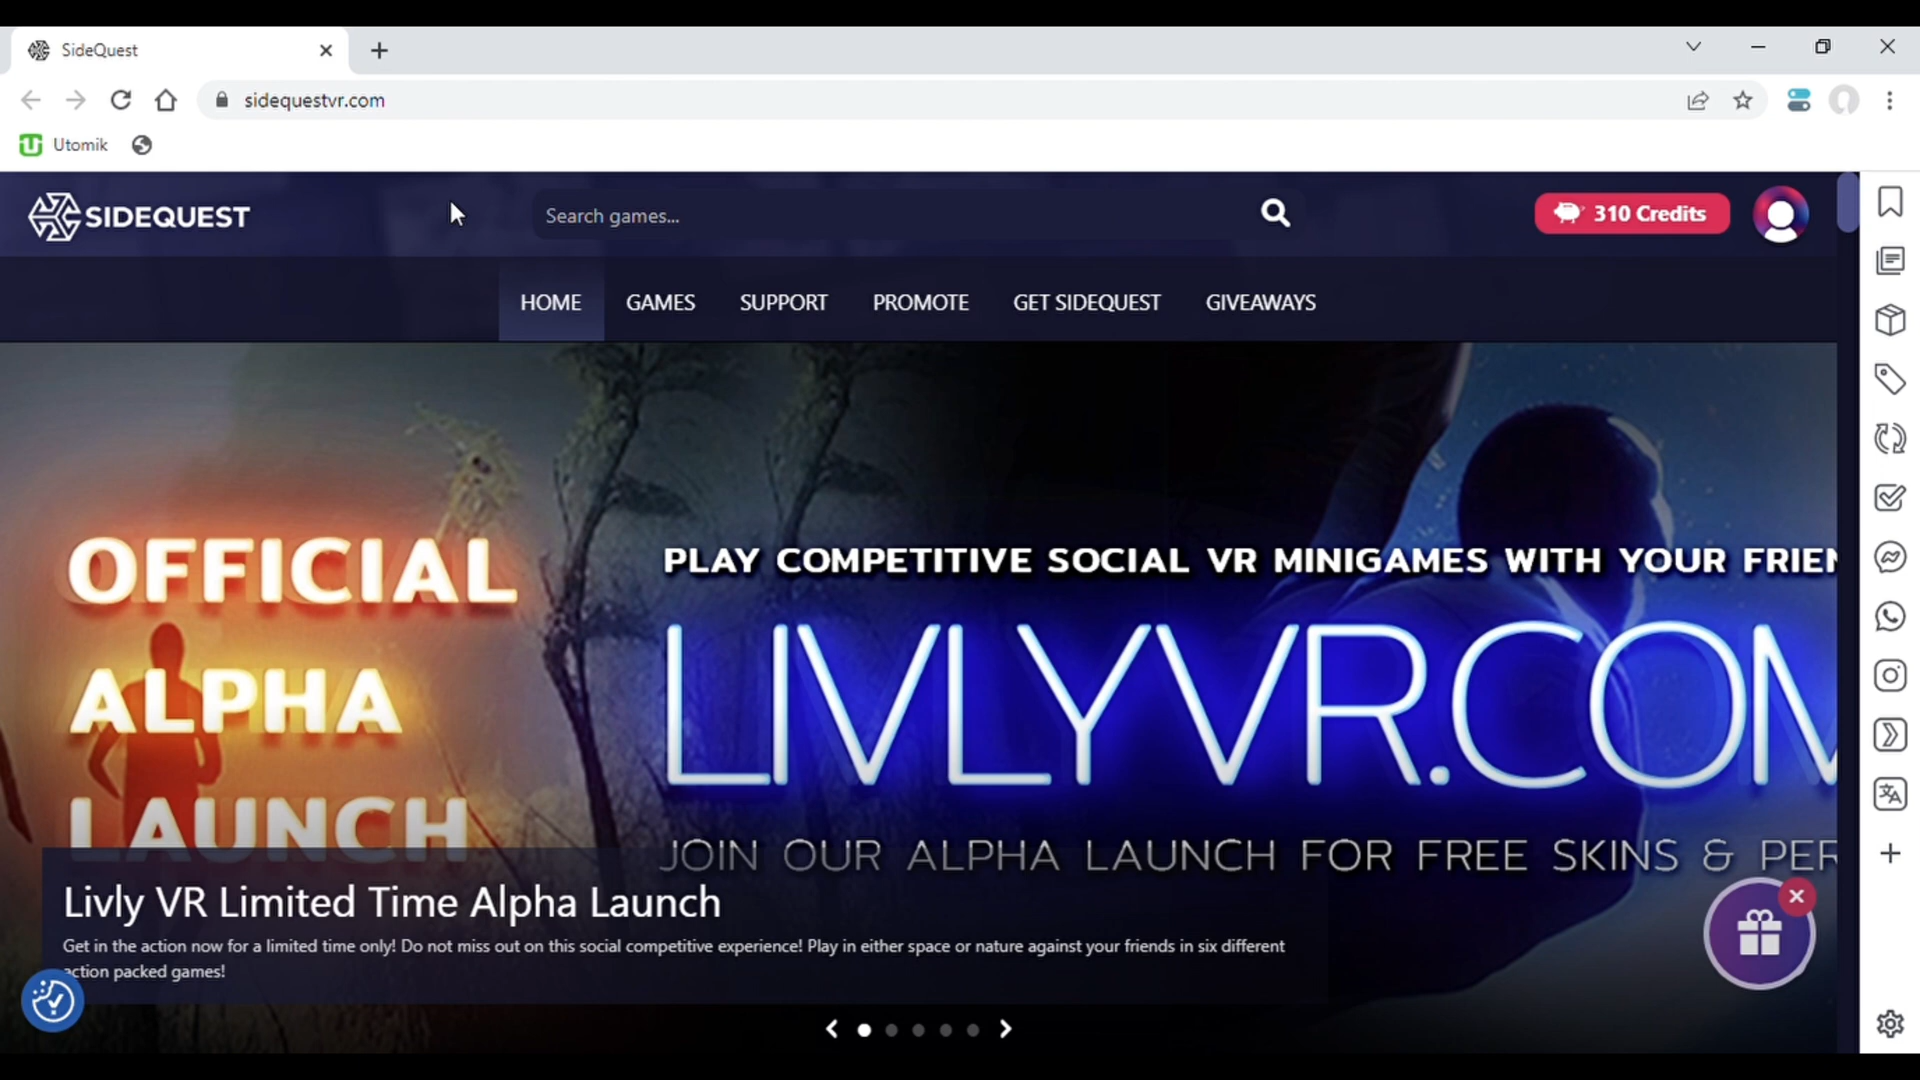 SideQuest
sidequestvr.com
Utomik
SIDEQUEST
Search games...
310 Credits
HOME GAMES SUPPORT PROMOTE GET SIDEQUEST GIVEAWAYS
OFFICIAL
ALPHA
LAUNCH
PLAY COMPETITIVE SOCIAL VR MINIGAMES WITH YOUR FRIEN
LIVLYVR.COM
JOIN OUR ALPHA LAUNCH FOR FREE SKINS & PER
Livly VR Limited Time Alpha Launch
Get in the action now for a limited time only! Do not miss out on this social competitive experience! Play in either space or nature against your friends in six different
action packed games!